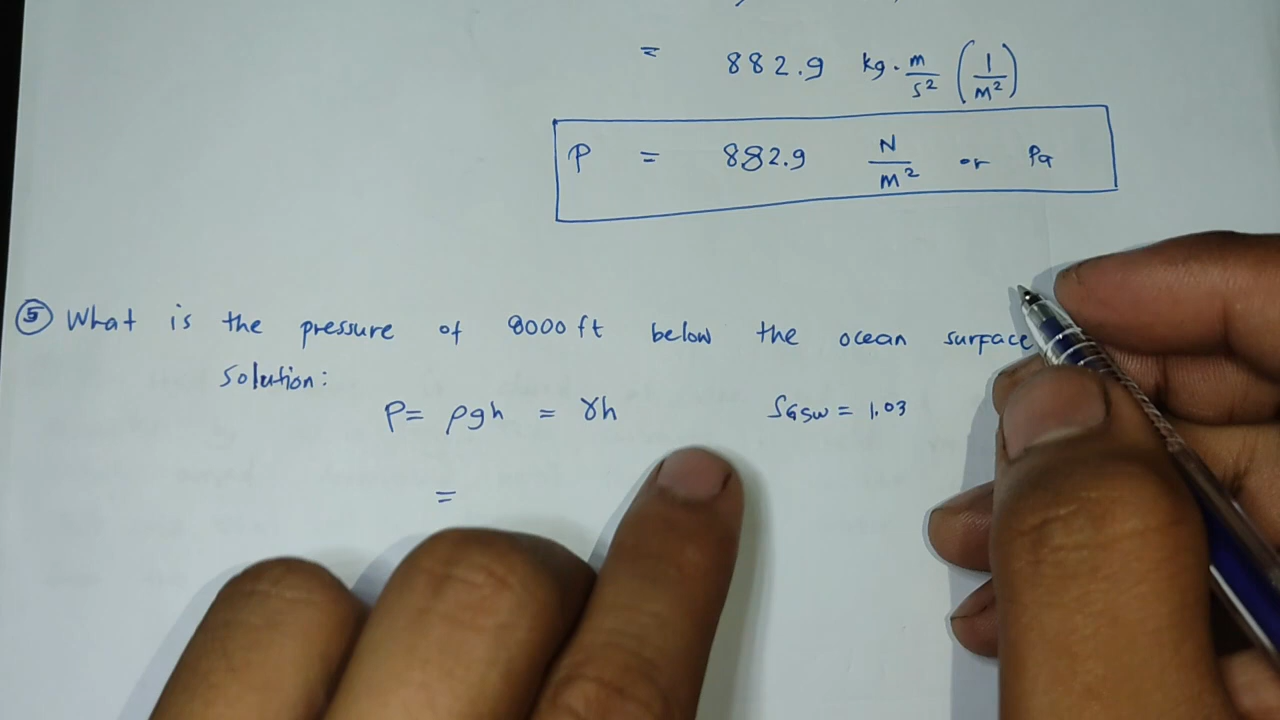 = 882.9 kg · m/s² (1/m²)
P = 882.9 N/m² or Pa
⑤ What is the pressure of 8000 ft below the ocean surface
Solution:
P = ρgh = γh SGsw = 1.03
=